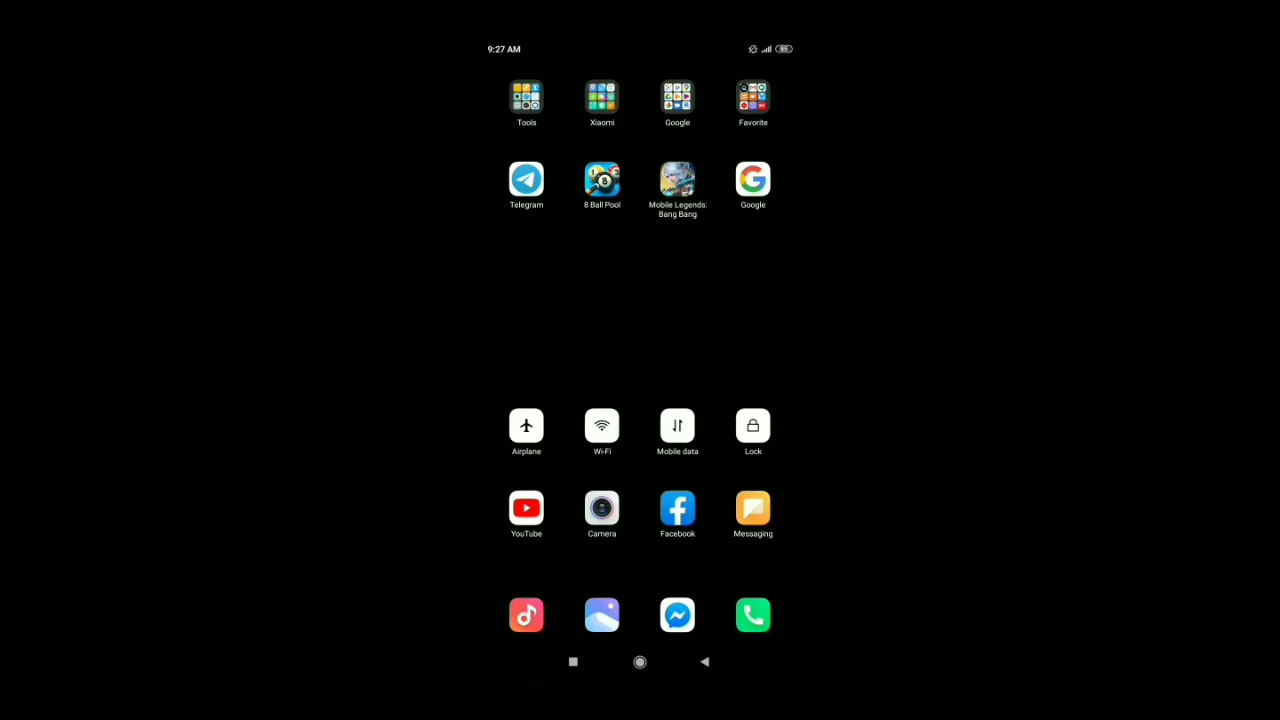 9:27 AM
85
Tools Xiaomi Google Favorite
Telegram 8 Ball Pool Mobile Legends: Google
Bang Bang
Airplane Wi-Fi Mobile data Lock
YouTube Camera Facebook Messaging